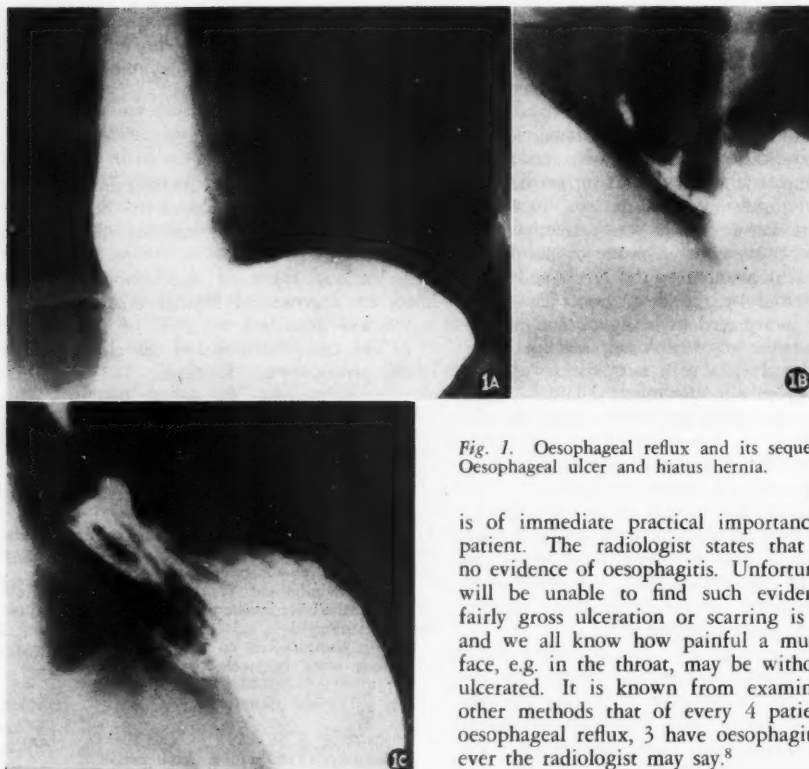 1A
1B
1C
Fig. 1. Oesophageal reflux and its seque
Oesophageal ulcer and hiatus hernia.
is of immediate practical importanc
patient. The radiologist states that
no evidence of oesophagitis. Unfortur
will be unable to find such eviden
fairly gross ulceration or scarring is
and we all know how painful a mu
face, e.g. in the throat, may be witho
ulcerated. It is known from examin
other methods that of every 4 patie
oesophageal reflux, 3 have oesophagit
ever the radiologist may say.8